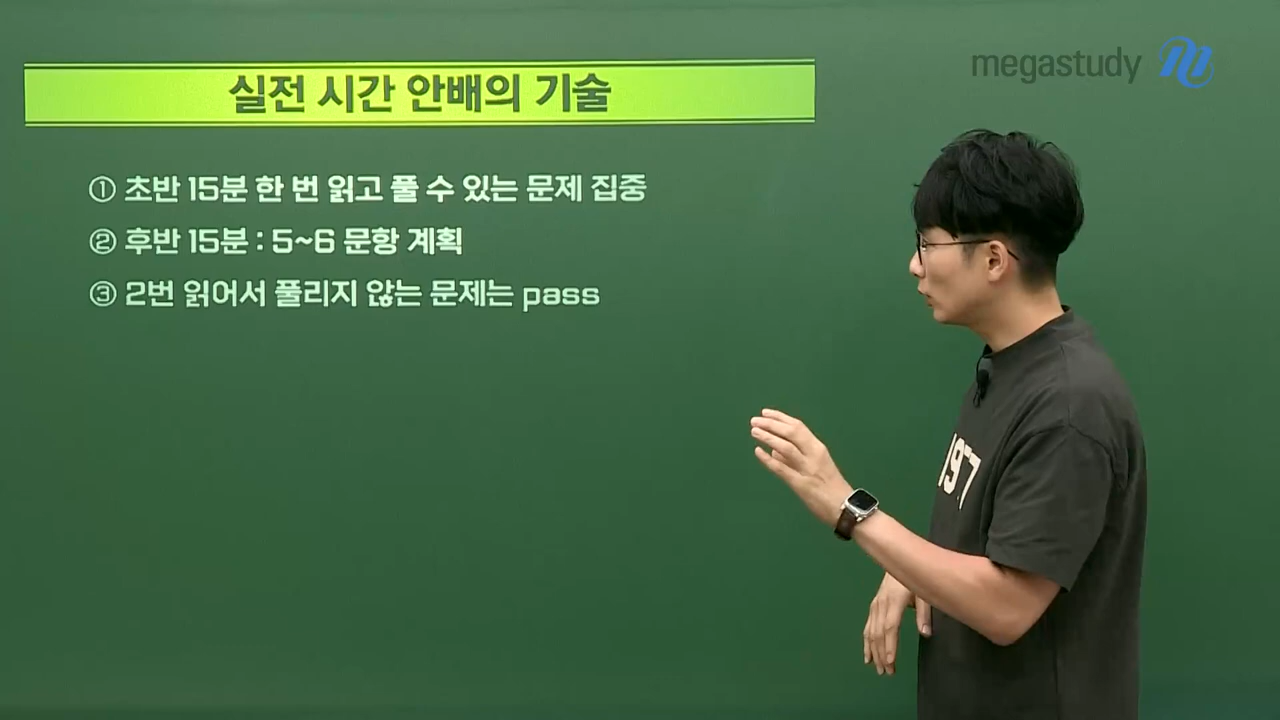 megastudy
실전 시간 안배의 기술
① 초반 15분 한 번 읽고 풀 수 있는 문제 집중
② 후반 15분 : 5~6 문항 계획
③ 2번 읽어서 풀리지 않는 문제는 pass
197